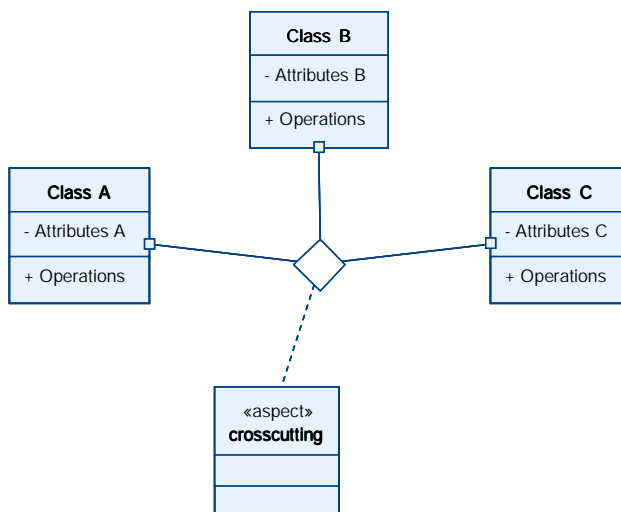 Class B
- Attributes B
+ Operations
Class A
- Attributes A
+ Operations
Class C
- Attributes C
+ Operations
«aspect»
crosscutting